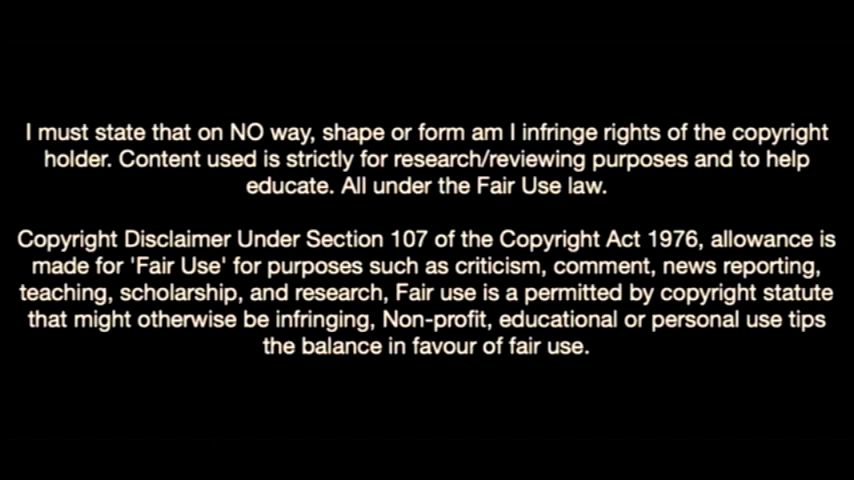 I must state that on NO way, shape or form am I infringe rights of the copyright
holder. Content used is strictly for research/reviewing purposes and to help
educate. All under the Fair Use law.
Copyright Disclaimer Under Section 107 of the Copyright Act 1976, allowance is
made for 'Fair Use' for purposes such as criticism, comment, news reporting,
teaching, scholarship, and research, Fair use is a permitted by copyright statute
that might otherwise be infringing, Non-profit, educational or personal use tips
the balance in favour of fair use.